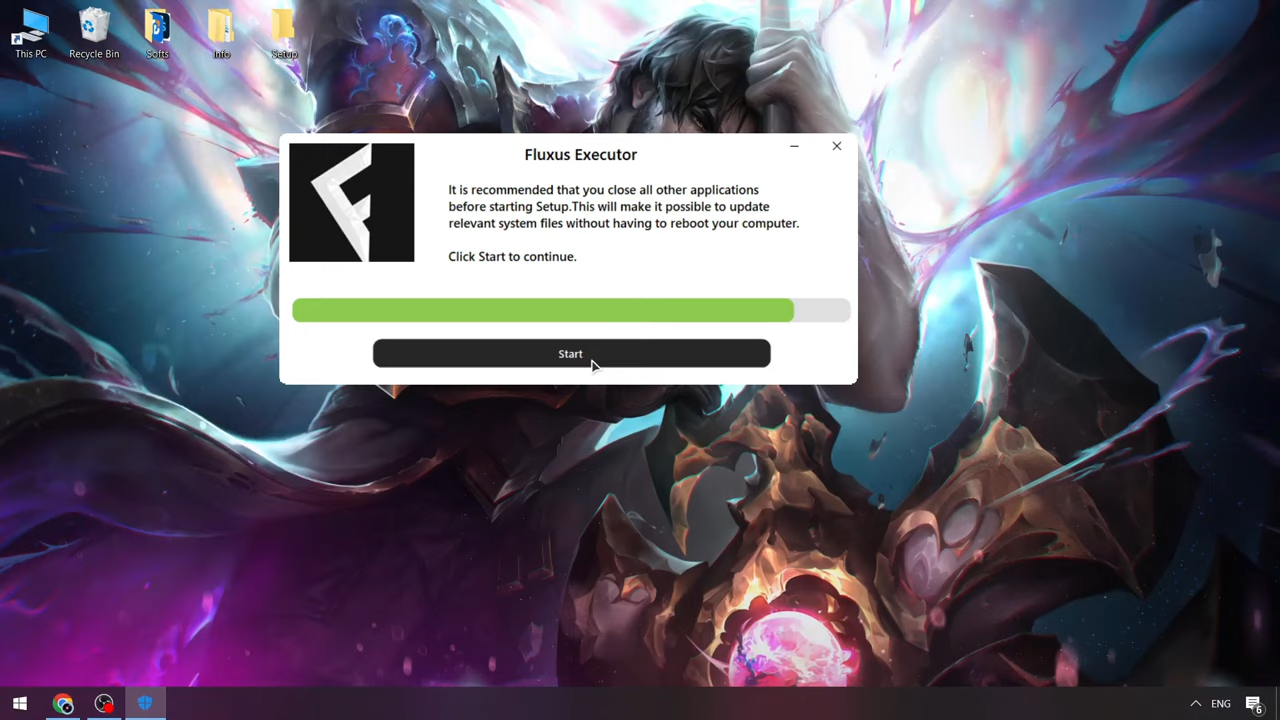 This PC
Recycle Bin
Softs
Info
Setup
Fluxus Executor
It is recommended that you close all other applications
before starting Setup.This will make it possible to update
relevant system files without having to reboot your computer.
Click Start to continue.
Start
ENG
6